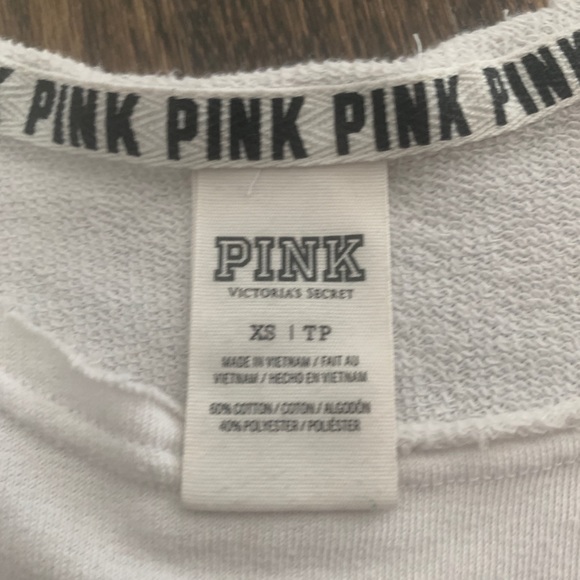 PINK PINK PINK PINK
PINK
VICTORIA'S SECRET
XS | TP
MADE IN VIETNAM / FAIT AU
VIETNAM / HECHO EN VIETNAM
60% COTTON / COTON / ALGODÓN
40% POLYESTER / POLIÉSTER